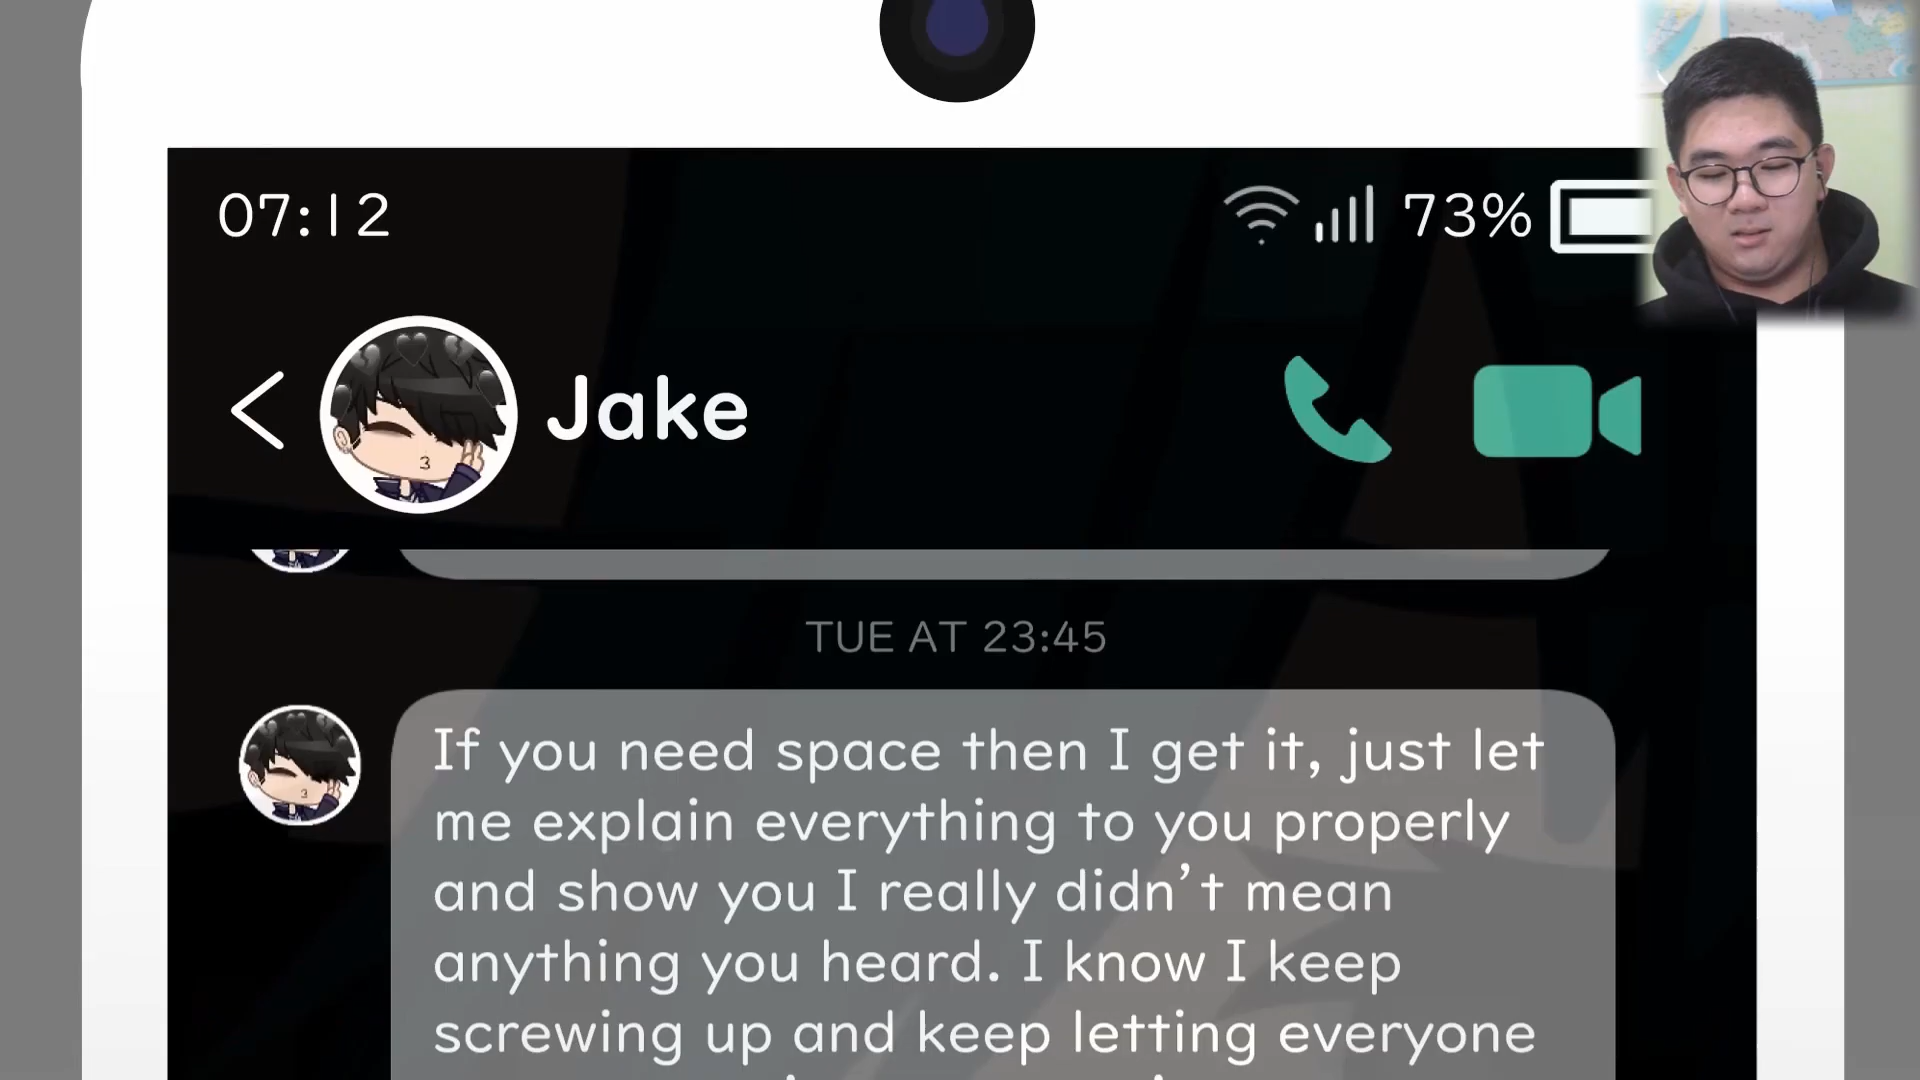 07:12
73%
Jake
TUE AT 23:45
If you need space then I get it, just let
me explain everything to you properly
and show you I really didn't mean
anything you heard. I know I keep
screwing up and keep letting everyone